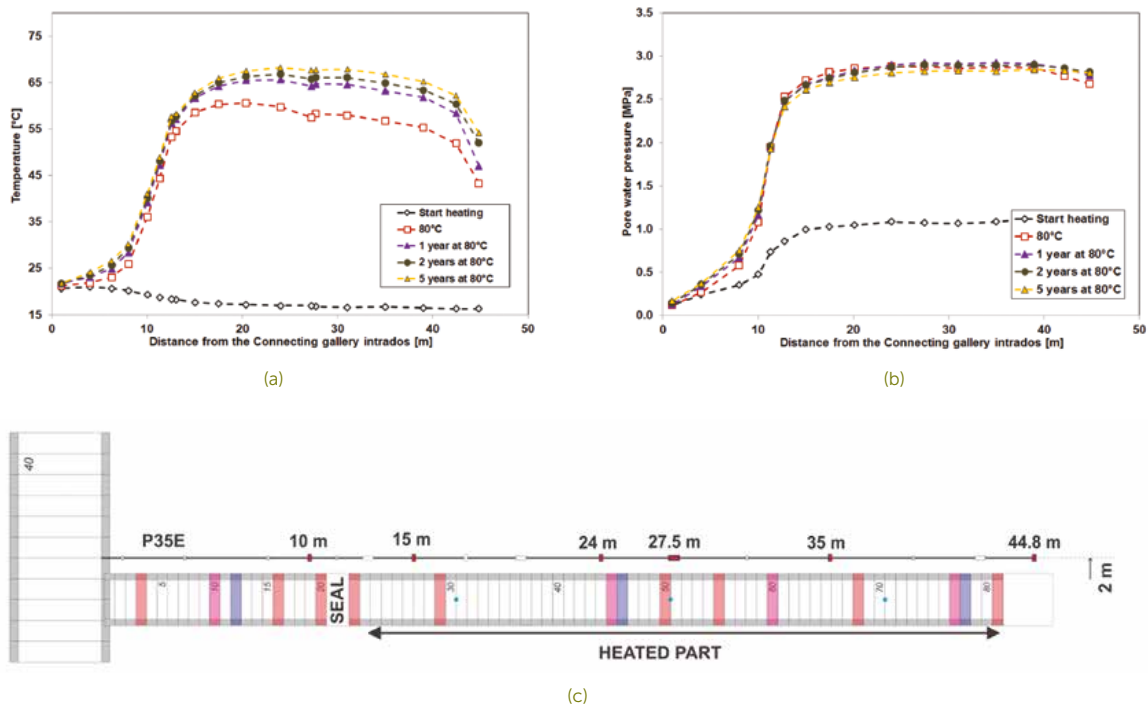 75
65
55
45
35
25
15
Temperature [°C]
0
10
20
30
40
50
Distance from the Connecting gallery intrados [m]
Start heating
80°C
1 year at 80°C
2 years at 80°C
5 years at 80°C
(a)
3.5
3.0
2.5
2.0
1.5
1.0
0.5
0.0
Pore water pressure [MPa]
0
10
20
30
40
50
Distance from the Connecting gallery intrados [m]
Start heating
80°C
1 year at 80°C
2 years at 80°C
5 years at 80°C
(b)
40
P35E
10 m
15 m
24 m
27.5 m
35 m
44.8 m
2 m
5
10
15
20
SEAL
30
40
50
60
70
80
HEATED PART
(c)